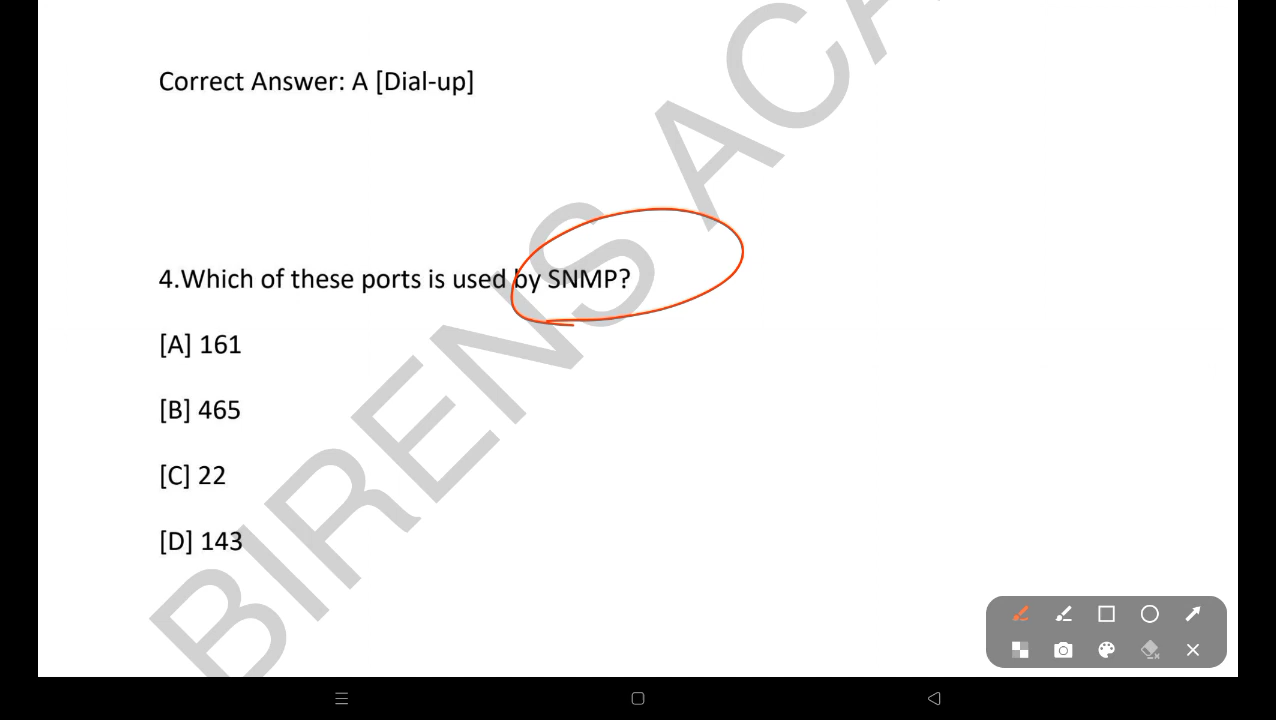 Correct Answer: A [Dial-up]
4.Which of these ports is used by SNMP?
[A] 161
[B] 465
[C] 22
[D] 143
BIRENS ACA